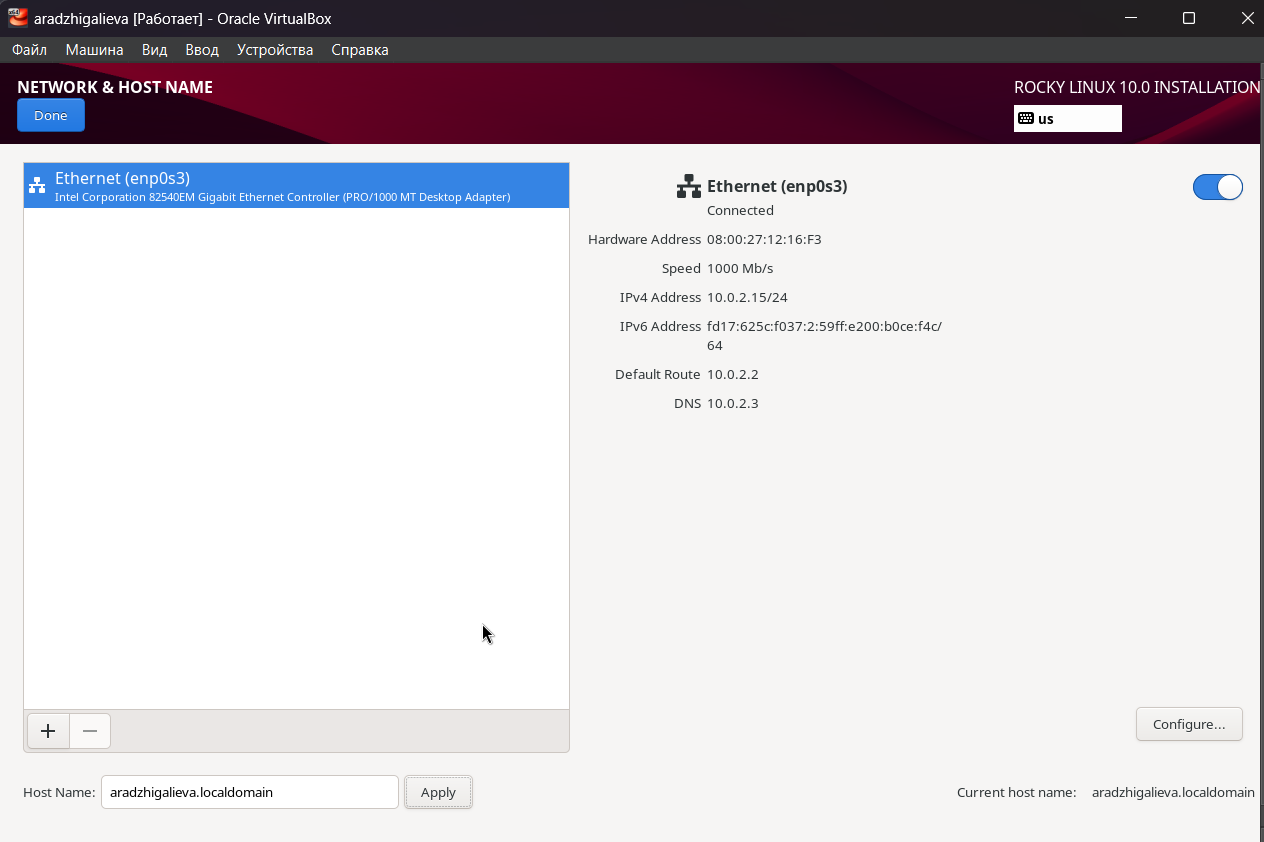 aradzhigalieva [Работает] - Oracle VirtualBox
Файл Машина Вид Ввод Устройства Справка
NETWORK & HOST NAME
ROCKY LINUX 10.0 INSTALLATION
Done
us
Ethernet (enp0s3)
Intel Corporation 82540EM Gigabit Ethernet Controller (PRO/1000 MT Desktop Adapter)
Ethernet (enp0s3)
Connected
Hardware Address 08:00:27:12:16:F3
Speed 1000 Mb/s
IPv4 Address 10.0.2.15/24
IPv6 Address fd17:625c:f037:2:59ff:e200:b0ce:f4c/
64
Default Route 10.0.2.2
DNS 10.0.2.3
Configure...
Host Name: aradzhigalieva.localdomain Apply Current host name: aradzhigalieva.localdomain